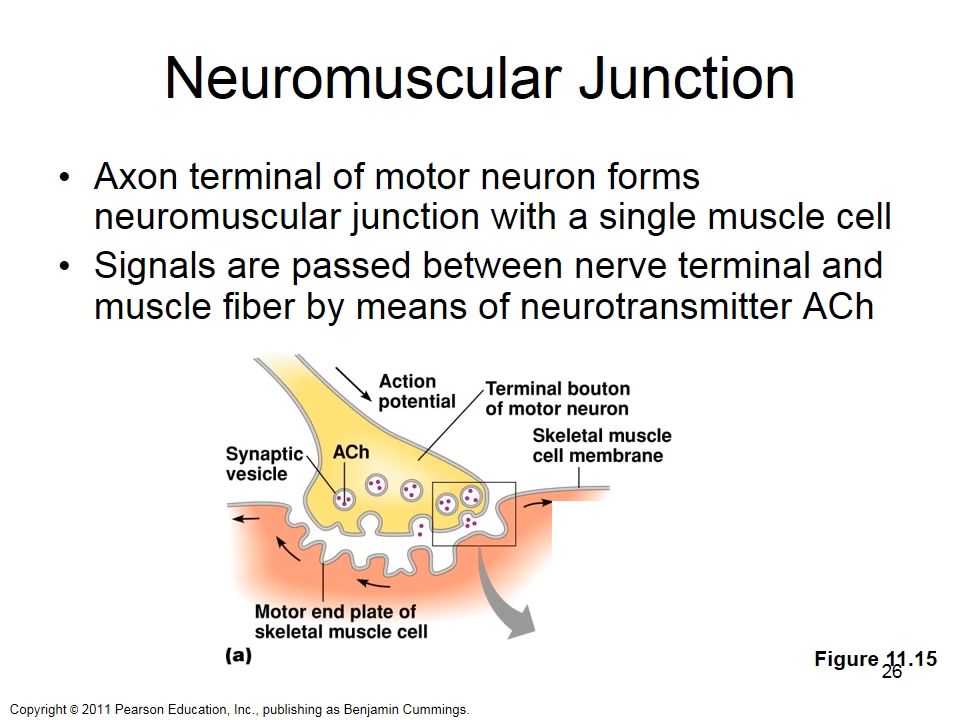 Neuromuscular Junction
• Axon terminal of motor neuron forms
neuromuscular junction with a single muscle cell
• Signals are passed between nerve terminal and
muscle fiber by means of neurotransmitter ACh
Action
potential
Terminal bouton
of motor neuron
Skeletal muscle
cell membrane
Synaptic
vesicle
ACh
Motor end plate of
skeletal muscle cell
(a)
Figure 11.15
26
Copyright © 2011 Pearson Education, Inc., publishing as Benjamin Cummings.